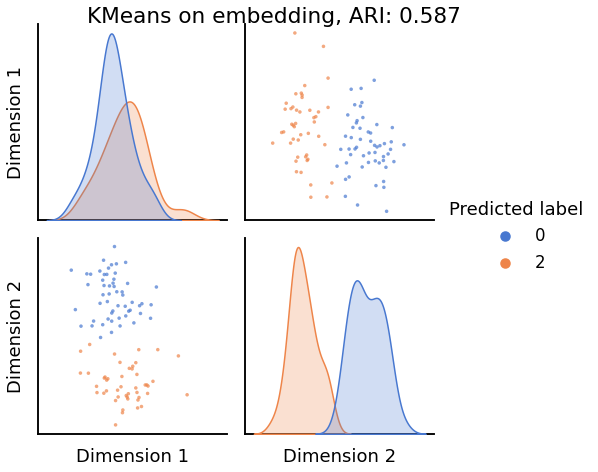 KMeans on embedding, ARI: 0.587
Dimension 1
Predicted label
0
2
Dimension 2
Dimension 1
Dimension 2